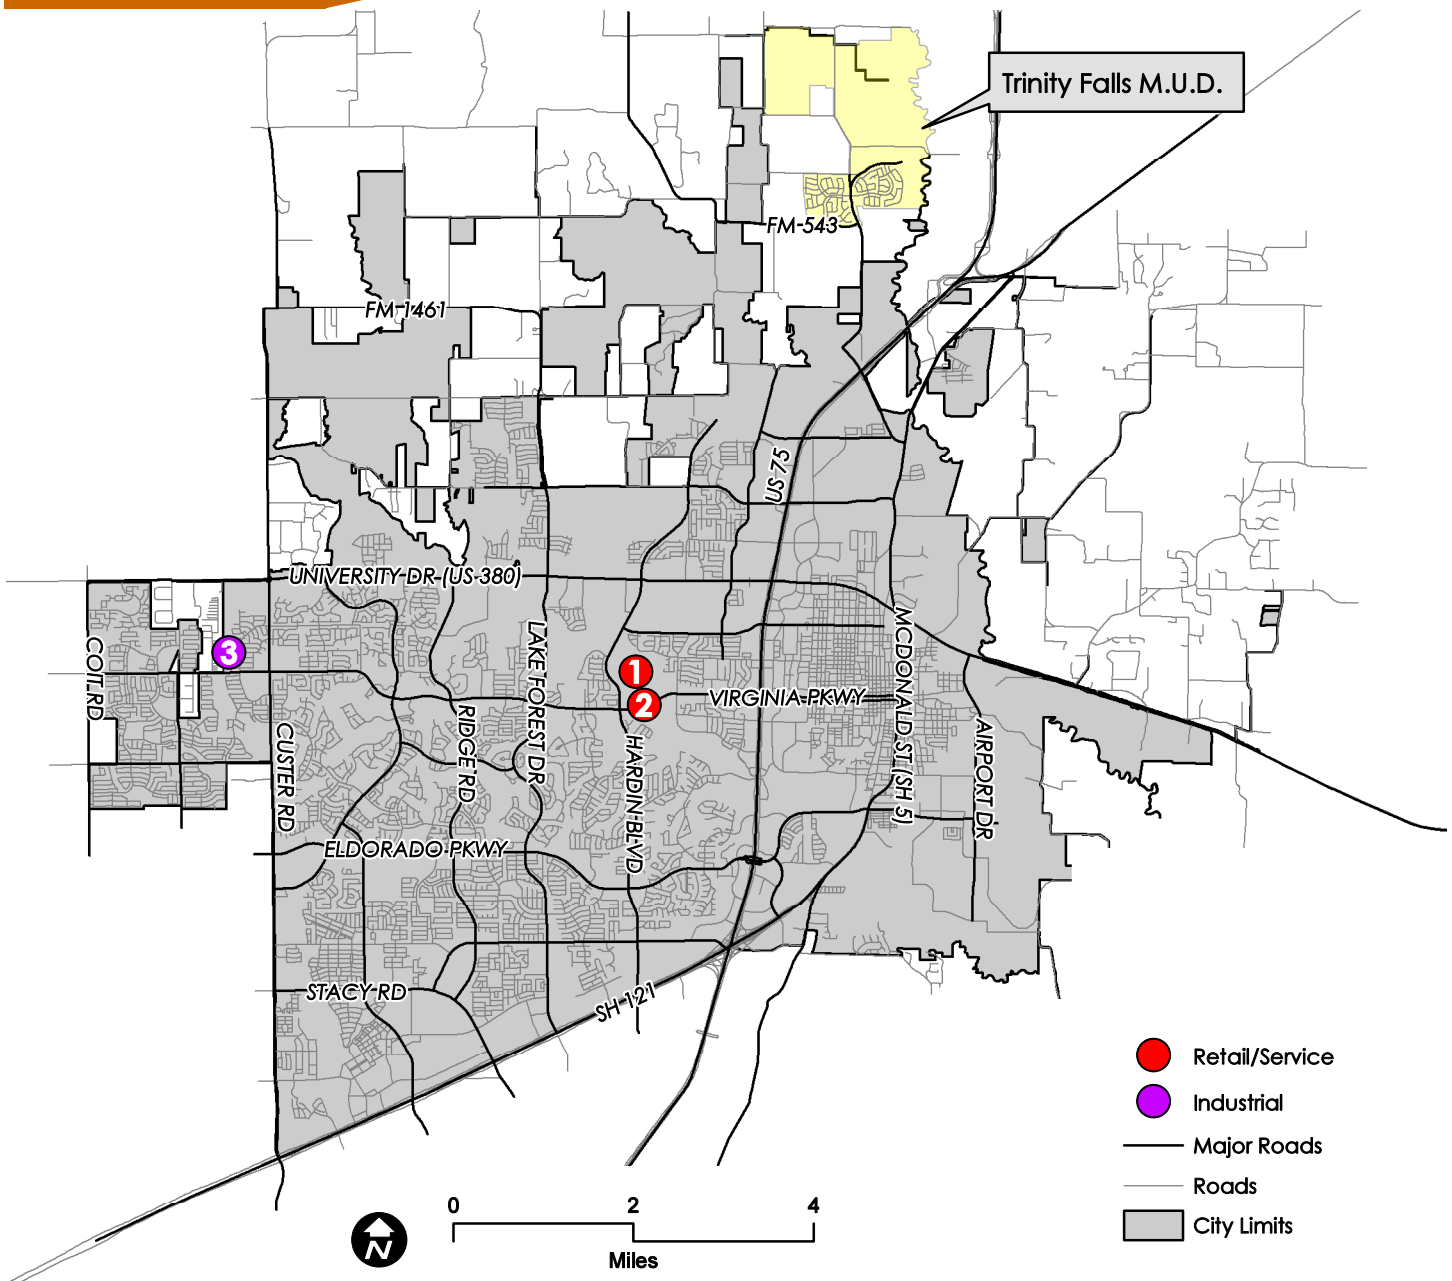 Trinity Falls M.U.D.
FM-543
FM 1461
US 75
UNIVERSITY DR (US-380)
COIT RD
CUSTER RD
RIDGE RD
LAKE FOREST DR
HARDIN BLVD
MCDONALD ST (SH 5)
AIRPORT DR
3
1
2
VIRGINIA PKWY
ELDORADO PKWY
STACY RD
SH 121
Retail/Service
Industrial
Major Roads
Roads
City Limits
N
0 2 4
Miles